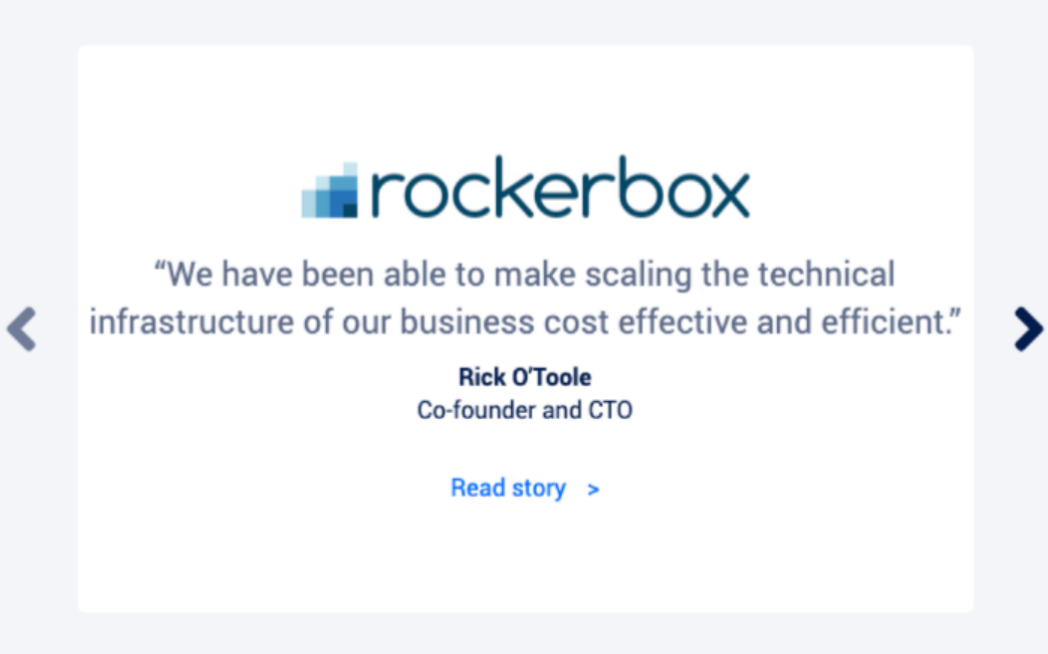 rockerbox
“We have been able to make scaling the technical
infrastructure of our business cost effective and efficient.”
Rick O’Toole
Co-founder and CTO
Read story >